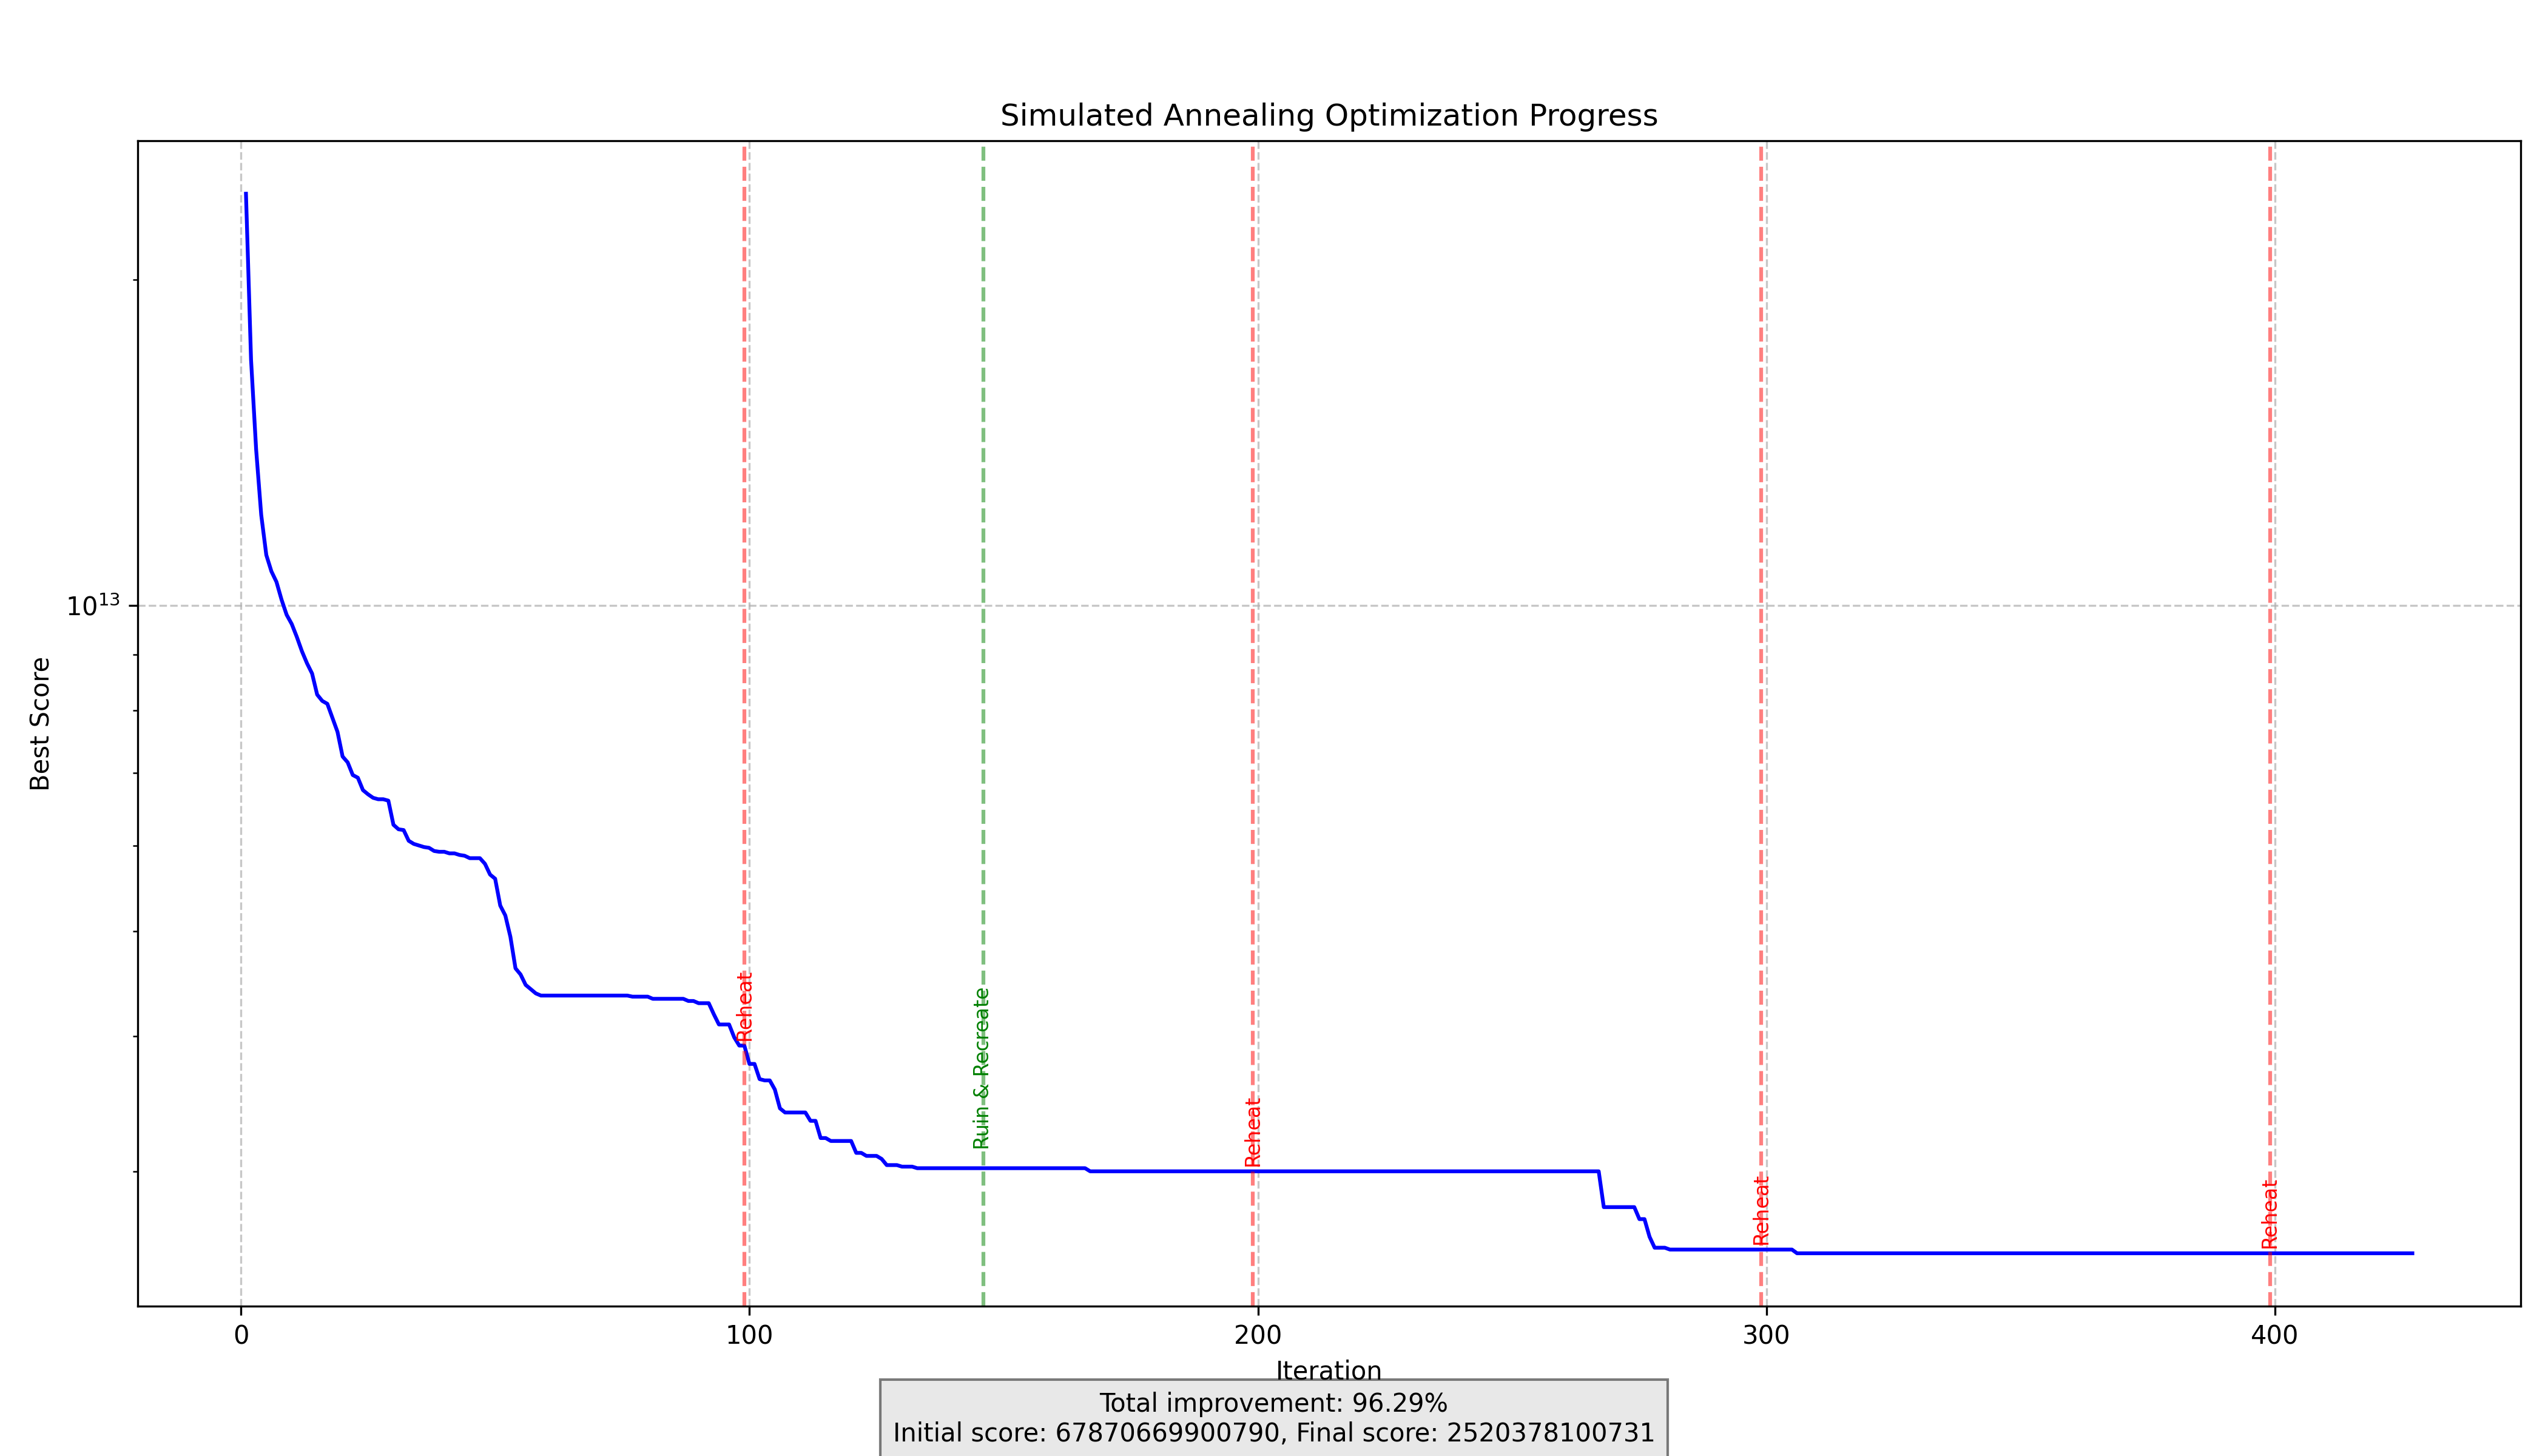 Simulated Annealing Optimization Progress
Best Score
10¹³
Reheat
Ruin & Recreate
Reheat
Reheat
Reheat
0 100 200 300 400
Iteration
Total improvement: 96.29%
Initial score: 67870669900790, Final score: 2520378100731